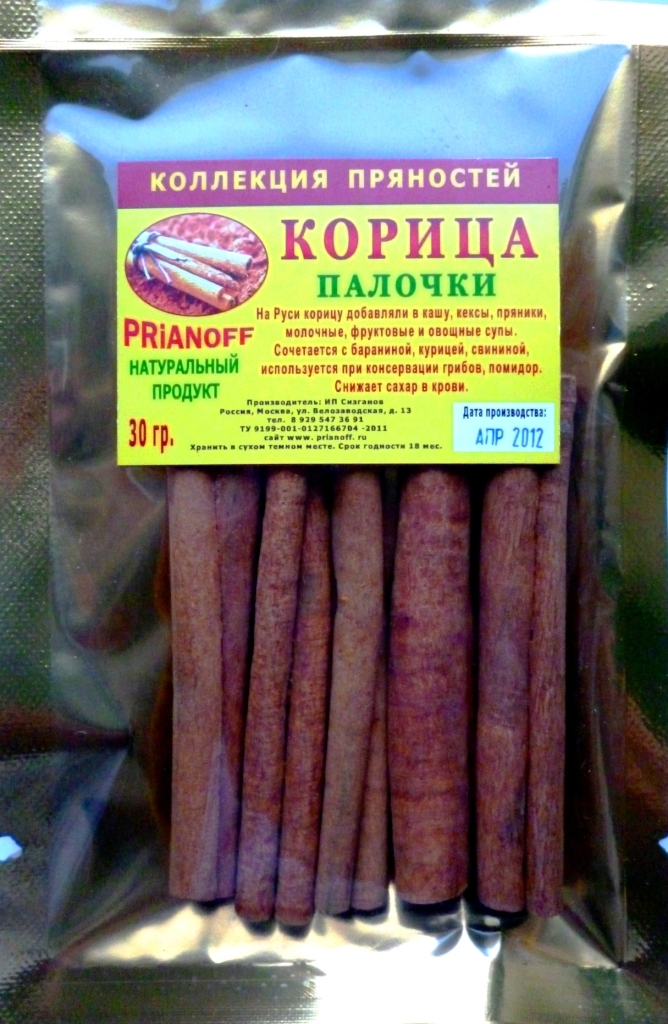 КОЛЛЕКЦИЯ ПРЯНОСТЕЙ
КОРИЦА
ПАЛОЧКИ
На Руси корицу добавляли в кашу, кексы, пряники,
молочные, фруктовые и овощные супы.
Сочетается с бараниной, курицей, свининой,
используется при консервации грибов, помидор.
Снижает сахар в крови.
PRiANOFF
НАТУРАЛЬНЫЙ
ПРОДУКТ
30 гр.
Производитель: ИП Сизганов
Россия, Москва, ул. Велозаводская, д. 13
тел. 8 929 547 36 91
ТУ 9199-001-0127166704 -2011
сайт www. prianoff. ru
Хранить в сухом темном месте. Срок годности 18 мес.
Дата производства:
АПР 2012